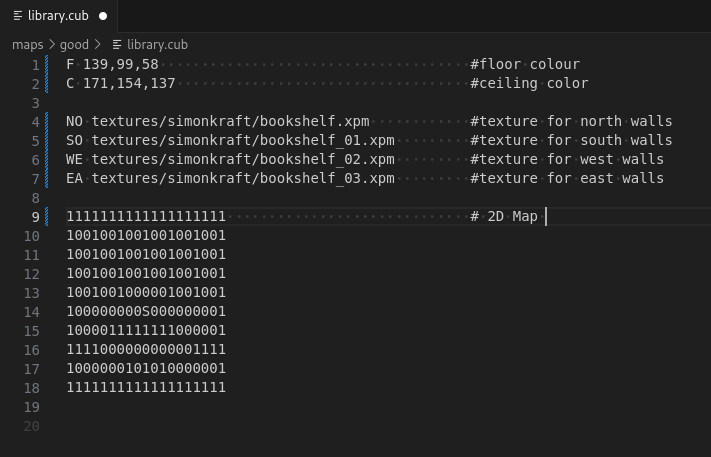 library.cub
maps > good > library.cub
1 F 139,99,58 #floor colour
2 C 171,154,137 #ceiling color
3
4 NO textures/simonkraft/bookshelf.xpm #texture for north walls
5 SO textures/simonkraft/bookshelf_01.xpm #texture for south walls
6 WE textures/simonkraft/bookshelf_02.xpm #texture for west walls
7 EA textures/simonkraft/bookshelf_03.xpm #texture for east walls
8
9 1111111111111111111 # 2D Map
10 1001001001001001001
11 1001001001001001001
12 1001001001001001001
13 1001001000001001001
14 100000000S000000001
15 1000011111111000001
16 1111000000000001111
17 1000000101010000001
18 1111111111111111111
19
20